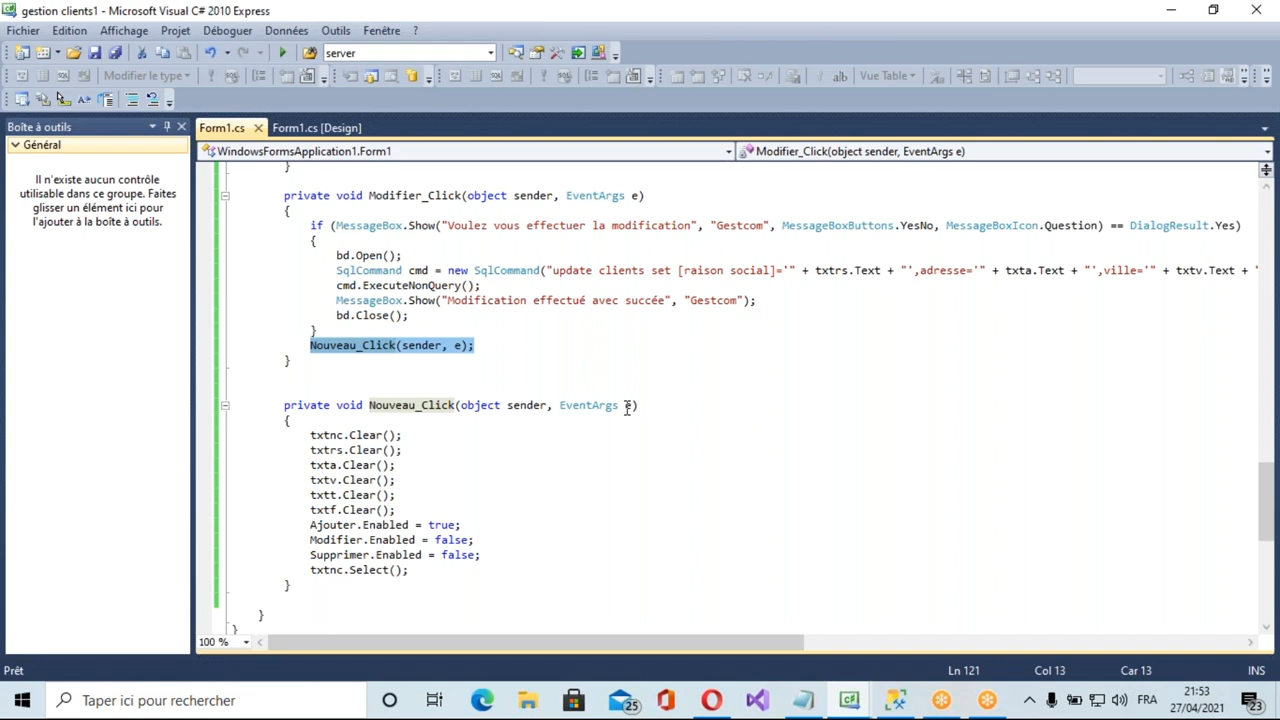 gestion clients1 - Microsoft Visual C# 2010 Express
Fichier Edition Affichage Projet Déboguer Données Outils Fenêtre ?
server
Modifier le type Vue Table
Boîte à outils
Form1.cs Form1.cs [Design]
Général
WindowsFormsApplication1.Form1 Modifier_Click(object sender, EventArgs e)
Il n'existe aucun contrôle
utilisable dans ce groupe. Faites
glisser un élément ici pour
l'ajouter à la boîte à outils.
}
private void Modifier_Click(object sender, EventArgs e)
{
if (MessageBox.Show("Voulez vous effectuer la modification", "Gestcom", MessageBoxButtons.YesNo, MessageBoxIcon.Question) == DialogResult.Yes)
{
bd.Open();
SqlCommand cmd = new SqlCommand("update clients set [raison social]='" + txtrs.Text + "',adresse='" + txta.Text + "',ville='" + txtv.Text + "
cmd.ExecuteNonQuery();
MessageBox.Show("Modification effectué avec succée", "Gestcom");
bd.Close();
}
Nouveau_Click(sender, e);
}
private void Nouveau_Click(object sender, EventArgs e)
{
txtnc.Clear();
txtrs.Clear();
txta.Clear();
txtv.Clear();
txtt.Clear();
txtf.Clear();
Ajouter.Enabled = true;
Modifier.Enabled = false;
Supprimer.Enabled = false;
txtnc.Select();
}
}
}
100 %
Prêt Ln 121 Col 13 Car 13 INS
Taper ici pour rechercher 25 FRA 21:53
27/04/2021 23